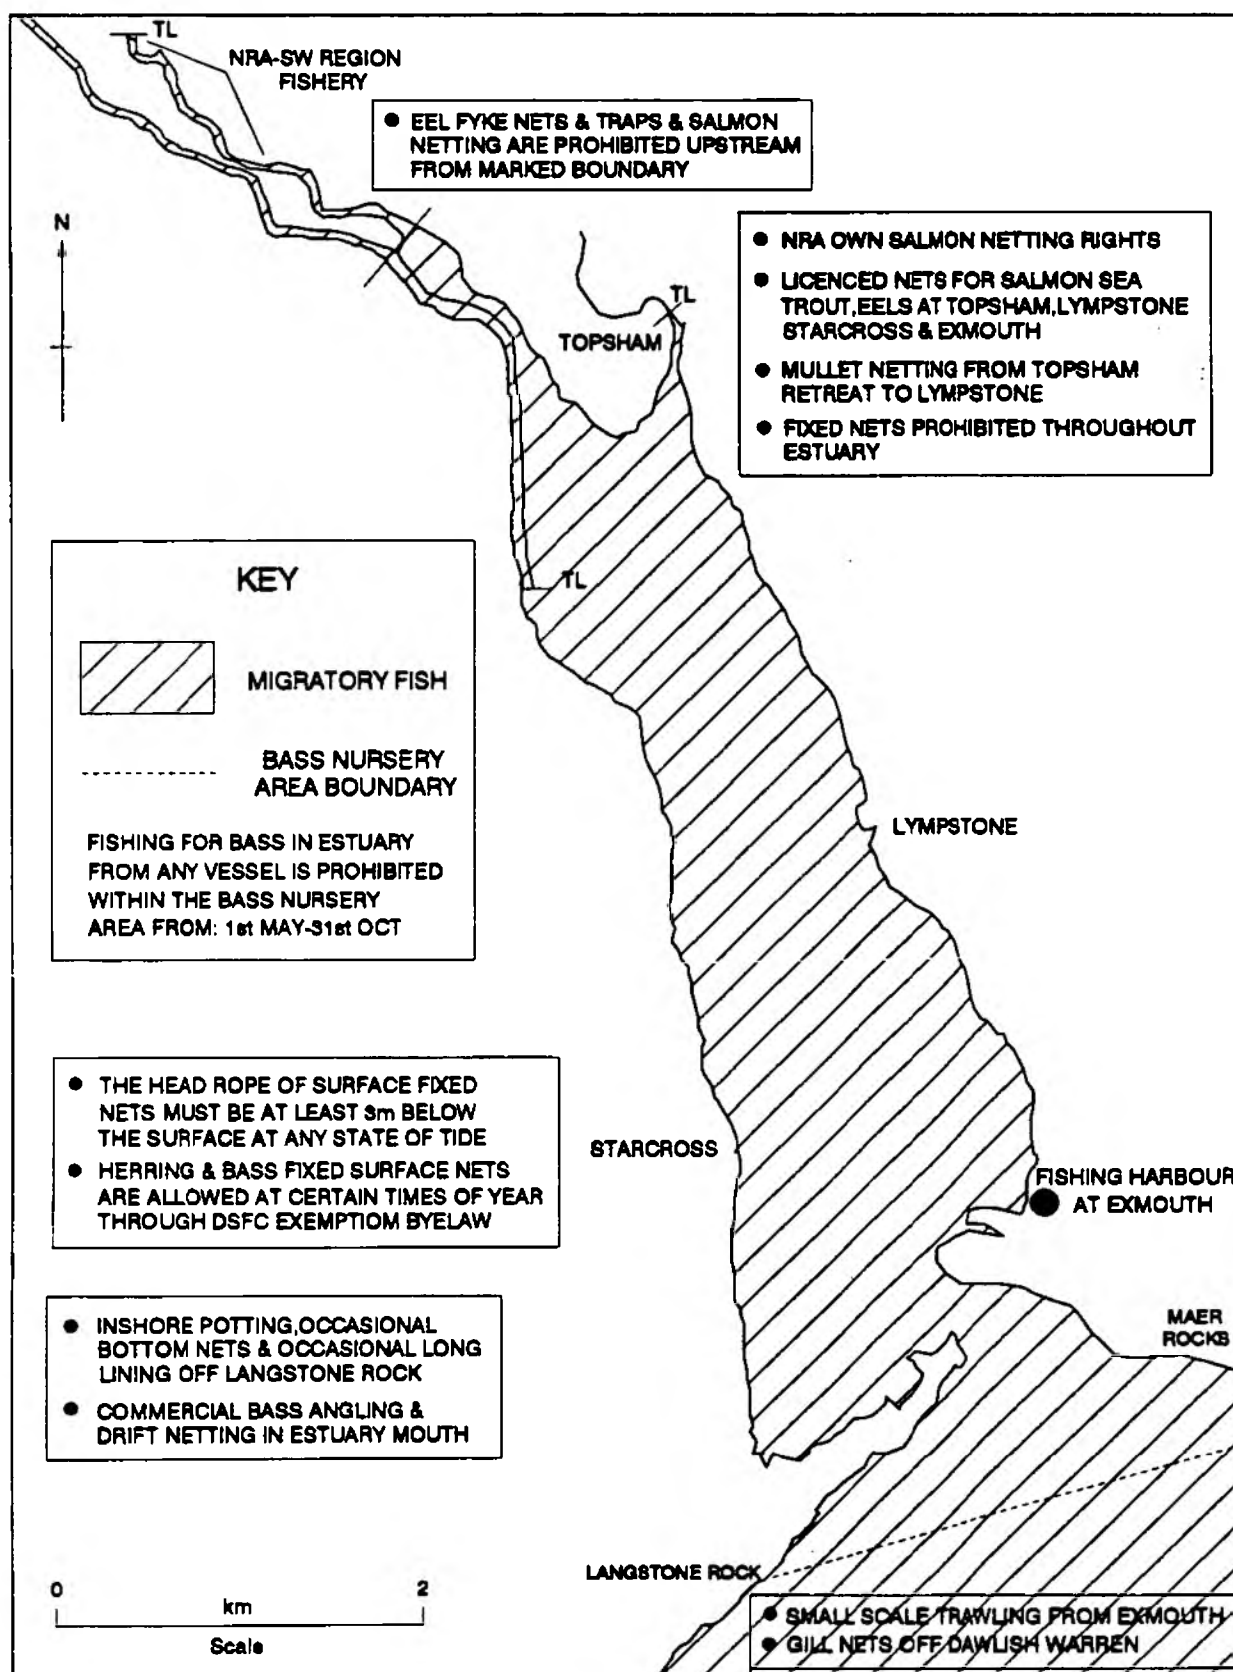 TL
NRA-SW REGION
FISHERY
● EEL FYKE NETS & TRAPS & SALMON
NETTING ARE PROHIBITED UPSTREAM
FROM MARKED BOUNDARY
N
● NRA OWN SALMON NETTING RIGHTS
● LICENCED NETS FOR SALMON SEA
TROUT,EELS AT TOPSHAM,LYMPSTONE
STARCROSS & EXMOUTH
● MULLET NETTING FROM TOPSHAM
RETREAT TO LYMPSTONE
● FIXED NETS PROHIBITED THROUGHOUT
ESTUARY
TL
TOPSHAM
TL
KEY
MIGRATORY FISH
BASS NURSERY
AREA BOUNDARY
FISHING FOR BASS IN ESTUARY
FROM ANY VESSEL IS PROHIBITED
WITHIN THE BASS NURSERY
AREA FROM: 1st MAY-31st OCT
LYMPSTONE
● THE HEAD ROPE OF SURFACE FIXED
NETS MUST BE AT LEAST 3m BELOW
THE SURFACE AT ANY STATE OF TIDE
● HERRING & BASS FIXED SURFACE NETS
ARE ALLOWED AT CERTAIN TIMES OF YEAR
THROUGH DSFC EXEMPTIOM BYELAW
STARCROSS
FISHING HARBOUR
AT EXMOUTH
● INSHORE POTTING,OCCASIONAL
BOTTOM NETS & OCCASIONAL LONG
LINING OFF LANGSTONE ROCK
● COMMERCIAL BASS ANGLING &
DRIFT NETTING IN ESTUARY MOUTH
MAER
ROCKS
LANGSTONE ROCK
0 2
km
Scale
● SMALL SCALE TRAWLING FROM EXMOUTH
● GILL NETS OFF DAWLISH WARREN